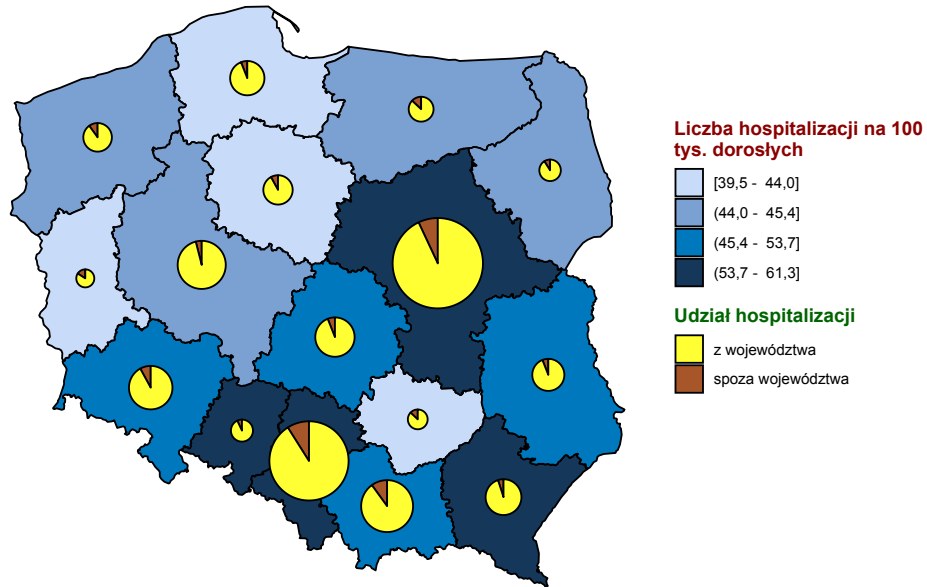 Liczba hospitalizacji na 100
tys. dorosłych
[39,5 - 44,0]
(44,0 - 45,4]
(45,4 - 53,7]
(53,7 - 61,3]
Udział hospitalizacji
z województwa
spoza województwa